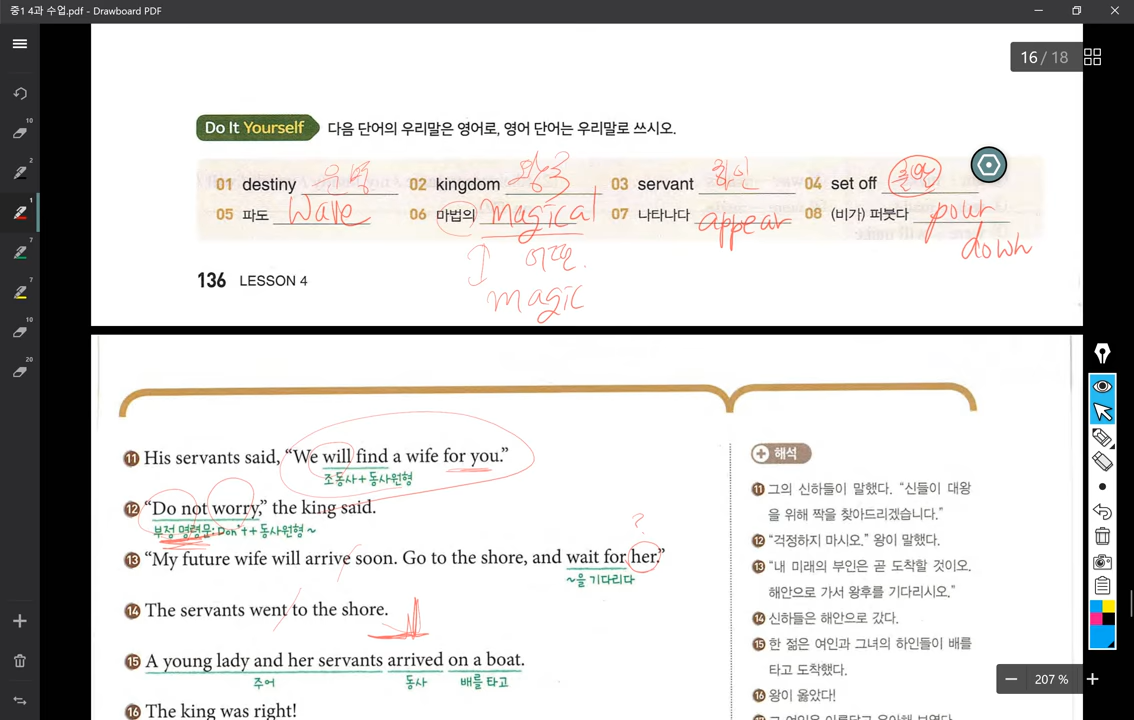 중1 4과 수업.pdf - Drawboard PDF
16 / 18
Do It Yourself 다음 단어의 우리말은 영어로, 영어 단어는 우리말로 쓰시오.
01 destiny 운명 02 kingdom 왕국 03 servant 하인 04 set off 출발
05 파도 wave 06 마법의 magical 07 나타나다 appear 08 (비가) 퍼붓다 pour
down
magic
136 LESSON 4
⑪ His servants said, “We will find a wife for you.”
조동사+동사원형
⑫ “Do not worry,” the king said.
부정 명령문: Don't+동사원형 ~
?
⑬ “My future wife will arrive soon. Go to the shore, and wait for her.”
~을 기다리다
⑭ The servants went to the shore.
⑮ A young lady and her servants arrived on a boat.
주어 동사 배를 타고
⑯ The king was right!
해석
⑪ 그의 신하들이 말했다. “신들이 대왕
을 위해 짝을 찾아드리겠습니다.”
⑫ “걱정하지 마시오.” 왕이 말했다.
⑬ “내 미래의 부인은 곧 도착할 것이오.
해안으로 가서 왕후를 기다리시오.”
⑭ 신하들은 해안으로 갔다.
⑮ 한 젊은 여인과 그녀의 하인들이 배를
타고 도착했다.
⑯ 왕이 옳았다!
207 %
10
2
1
7
7
10
20